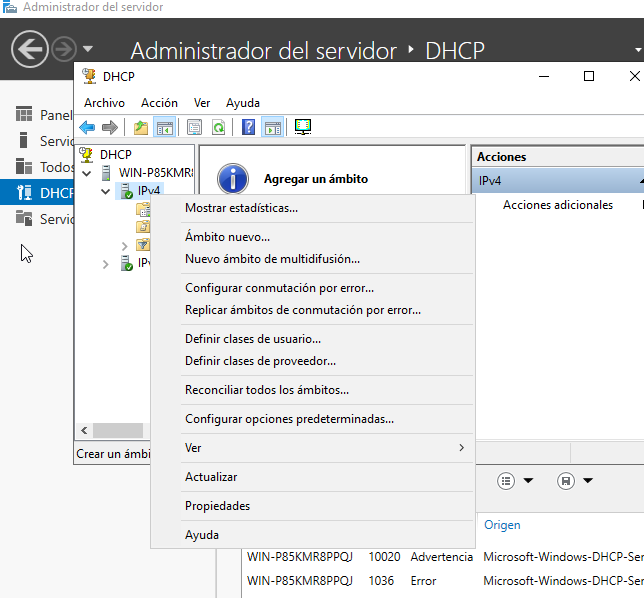 Administrador del servidor
Administrador del servidor DHCP
DHCP
Archivo Acción Ver Ayuda
Panel
Servic
Todos
DHCP
Servic
DHCP
WIN-P85KMR8
IPv4
IPv
Agregar un ámbito
Acciones
IPv4
Acciones adicionales
Mostrar estadísticas...
Ámbito nuevo...
Nuevo ámbito de multidifusión...
Configurar conmutación por error...
Replicar ámbitos de conmutación por error...
Definir clases de usuario...
Definir clases de proveedor...
Reconciliar todos los ámbitos...
Configurar opciones predeterminadas...
Ver
Actualizar
Propiedades
Ayuda
Crear un ámbi
Origen
WIN-P85KMR8PPQJ 10020 Advertencia Microsoft-Windows-DHCP-Ser
WIN-P85KMR8PPQJ 1036 Error Microsoft-Windows-DHCP-Ser